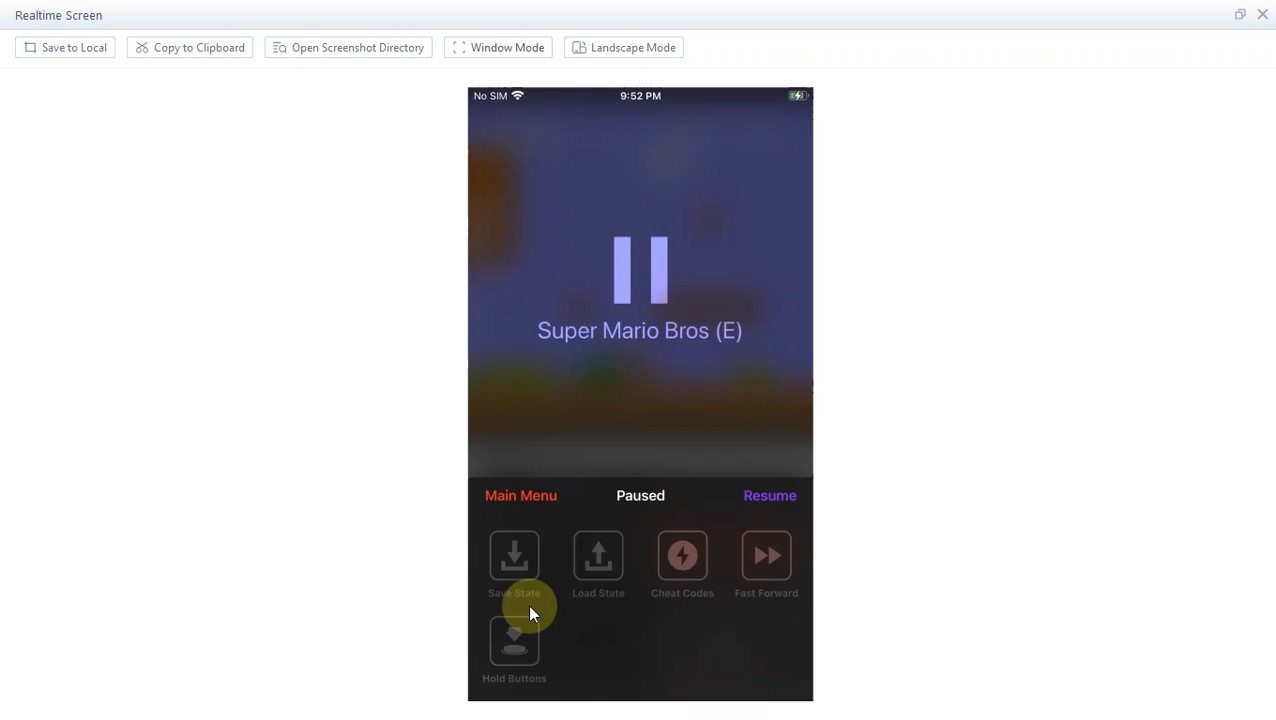 Realtime Screen
Save to Local Copy to Clipboard Open Screenshot Directory Window Mode Landscape Mode
No SIM 9:52 PM
Super Mario Bros (E)
Main Menu Paused Resume
Save State Load State Cheat Codes Fast Forward
Hold Buttons